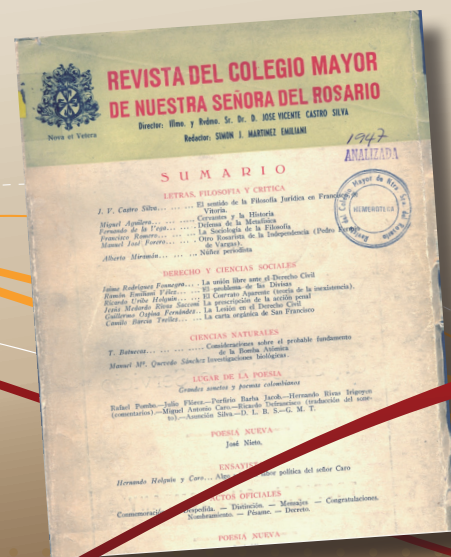 REVISTA DEL COLEGIO MAYOR
DE NUESTRA SEÑORA DEL ROSARIO
Nova et Vetera
Director: Illmo. y Rvdmo. Sr. Dr. D. JOSE VICENTE CASTRO SILVA
Redactor: SIMON J. MARTINEZ EMILIANI
1947
ANALIZADA
SUMARIO
HEMEROTECA
LETRAS, FILOSOFIA Y CRITICA
J. V. Castro Silva... ... ... ... El sentido de la Filosofía Jurídica en Francisco
Vitoria.
Miguel Aguilera... ... ... ..... Cervantes y la Historia
Fernando de la Vega... ... . Defensa de la Metafísica
Francisco Romero... ... ... . La Sociología de la Filosofía
Manuel José Forero... ... ... Otro Rosarista de la Independencia (Pedro
de Vargas).
Alberto Miramón... ... ... .. Núñez periodista
DERECHO Y CIENCIAS SOCIALES
Jaime Rodríguez Fonnegra... . La unión libre ante el Derecho Civil
Ramón Emiliani Vélez... ... . El problema de las Divisas
Ricardo Uribe Holguín... ... . El Contrato Aparente (teoría de la inexistencia).
Jesús Medardo Rivas Sacconi La proscripción de la acción penal
Guillermo Ospina Fernández.. La Lesión en el Derecho Civil
Camilo García Tselles... ... . La carta orgánica de San Francisco
CIENCIAS NATURALES
T. Batuecas... ... ... ... ..... Consideraciones sobre el probable fundamento
de la Bomba Atómica
Manuel Mª. Quevedo Sánchez Investigaciones biológicas.
LUGAR DE LA POESIA
Grandes sonetos y poemas colombianos
Rafael Pombo.—Julio Flórez.—Porfirio Barba Jacob.—Hernando Rivas Irigoyen
(comentarios).—Miguel Antonio Caro.—Ricardo Defrancisco (traducción del sone-
to).—Asunción Silva.—D. L. B. S.—G. M. T.
POESIA NUEVA
José Nieto.
ENSAYISTAS
Hernando Holguín y Caro... labor política del señor Caro
ACTOS OFICIALES
Despedida. — Distinción. — Mensajes — Congratulaciones.
Nombramiento. — Pésame. — Decreto.
POESIA NUEVA